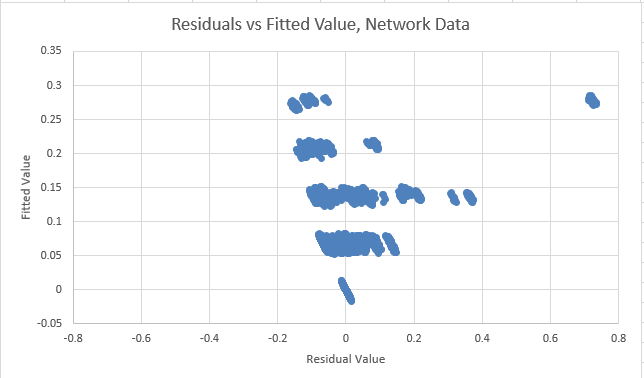 Residuals vs Fitted Value, Network Data
0.35
0.3
0.25
0.2
0.15
0.1
0.05
0
-0.05
Fitted Value
-0.8 -0.6 -0.4 -0.2 0 0.2 0.4 0.6 0.8
Residual Value